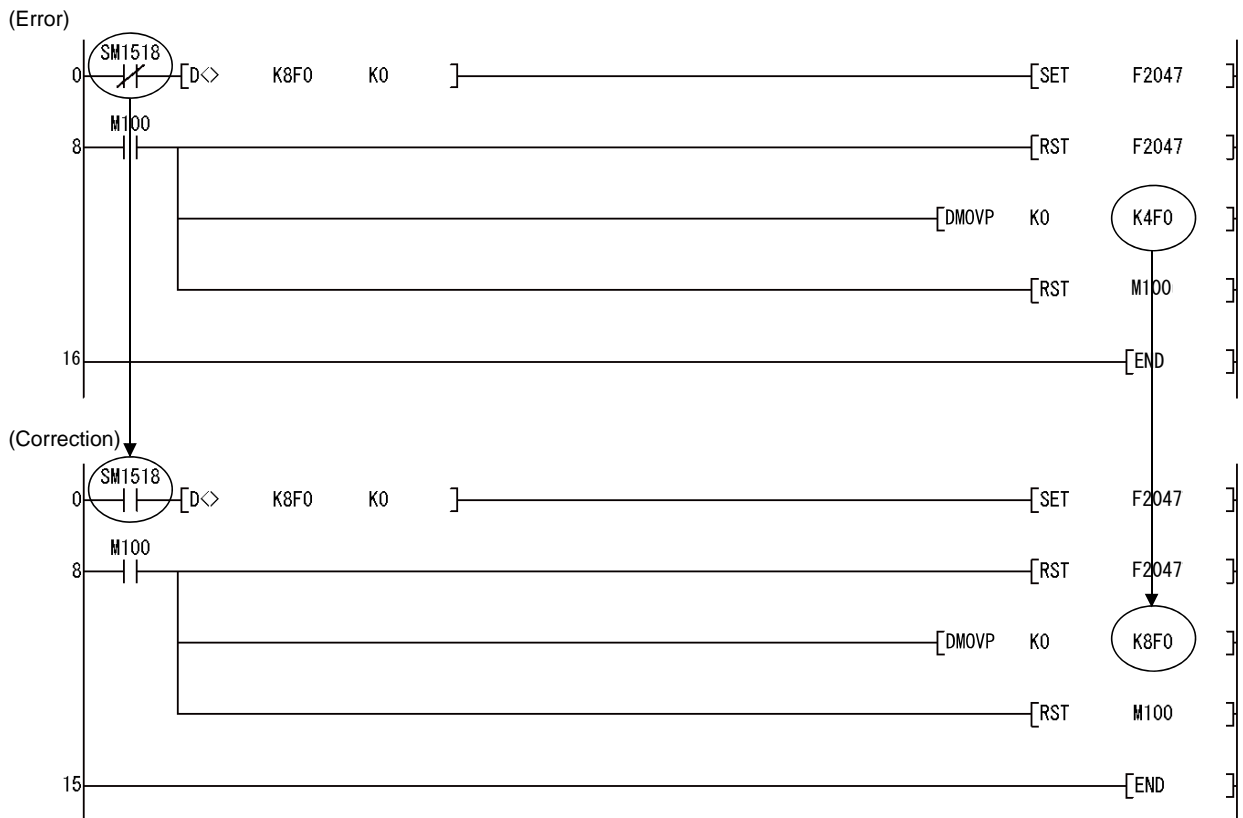 (Error)
SM1518
0 [D<> K8F0 K0 ] [SET F2047 ]
M100
8 [RST F2047 ]
[DMOVP K0 K4F0 ]
[RST M100 ]
16 [END ]
(Correction)
SM1518
0 [D<> K8F0 K0 ] [SET F2047 ]
M100
8 [RST F2047 ]
[DMOVP K0 K8F0 ]
[RST M100 ]
15 [END ]